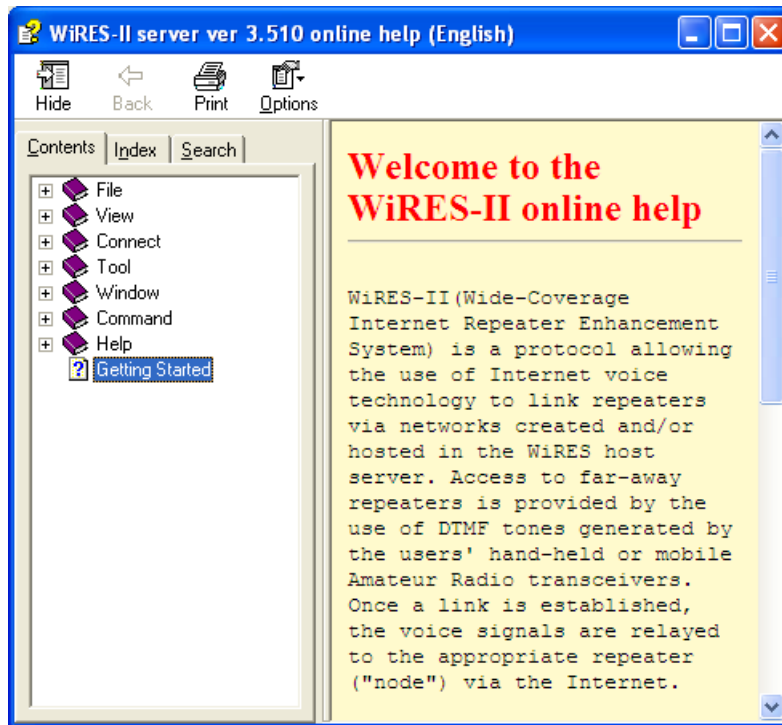 WiRES-II server ver 3.510 online help (English)
Hide
Back
Print
Options
Contents
Index
Search
File
View
Connect
Tool
Window
Command
Help
Getting Started
Welcome to the
WiRES-II online help
WiRES-II(Wide-Coverage
Internet Repeater Enhancement
System) is a protocol allowing
the use of Internet voice
technology to link repeaters
via networks created and/or
hosted in the WiRES host
server. Access to far-away
repeaters is provided by the
use of DTMF tones generated by
the users' hand-held or mobile
Amateur Radio transceivers.
Once a link is established,
the voice signals are relayed
to the appropriate repeater
("node") via the Internet.